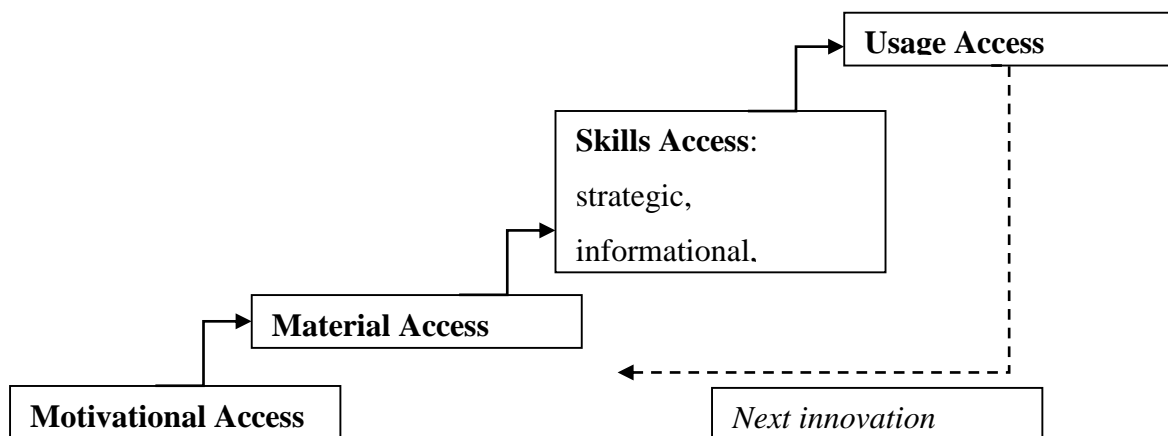 Usage Access
Skills Access:
strategic,
informational,
Material Access
Motivational Access
Next innovation